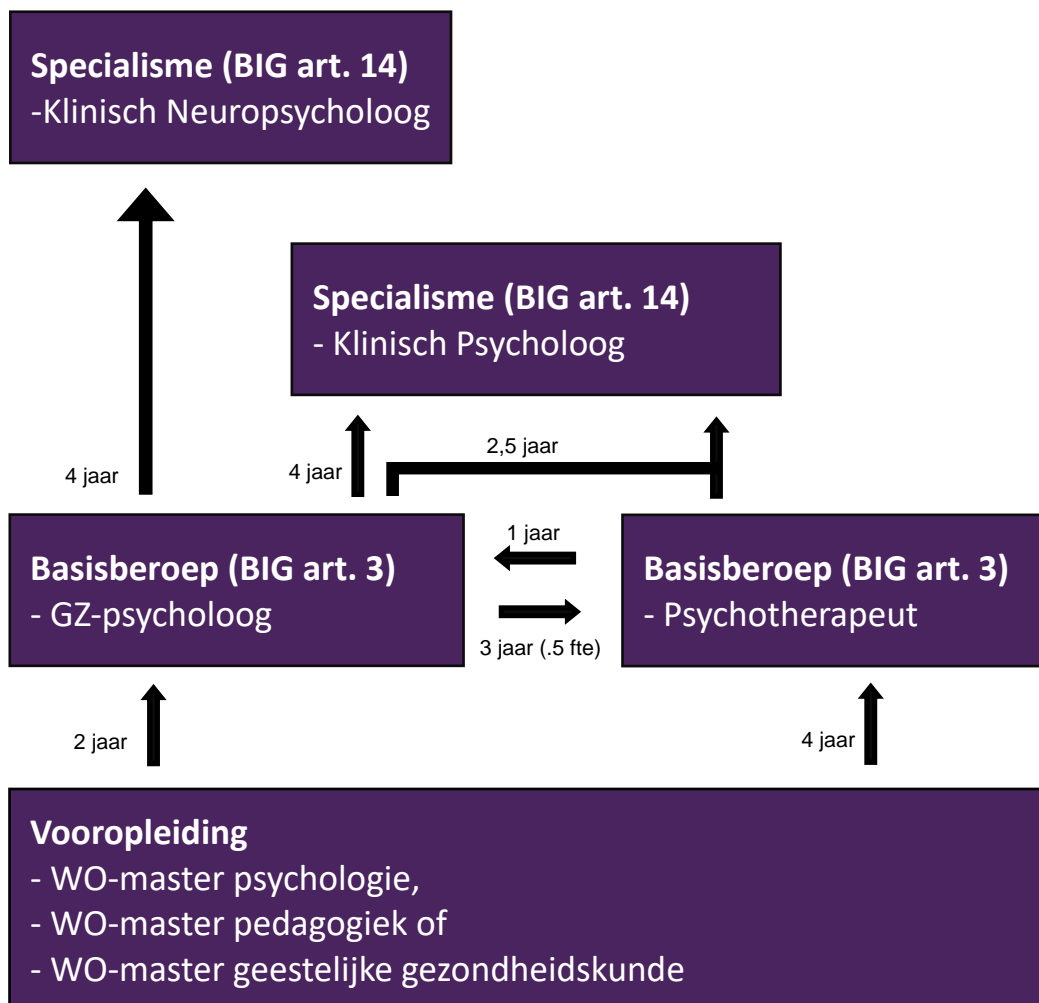 Specialisme (BIG art. 14)
-Klinisch Neuropsycholoog
Specialisme (BIG art. 14)
- Klinisch Psycholoog
4 jaar
4 jaar
2,5 jaar
Basisberoep (BIG art. 3)
- GZ-psycholoog
1 jaar
3 jaar (.5 fte)
Basisberoep (BIG art. 3)
- Psychotherapeut
2 jaar
4 jaar
Vooropleiding
- WO-master psychologie,
- WO-master pedagogiek of
- WO-master geestelijke gezondheidskunde